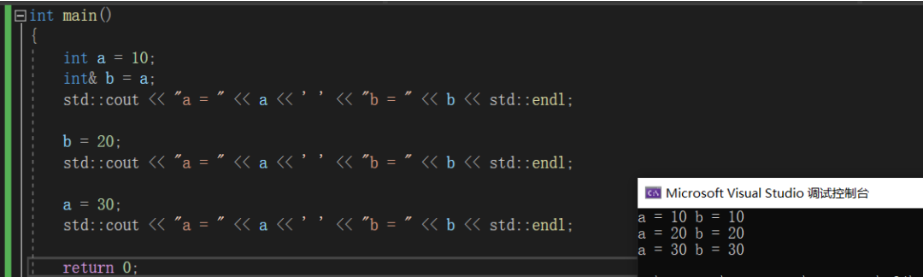 int main()
{
int a = 10;
int& b = a;
std::cout << "a = " << a << ' ' << "b = " << b << std::endl;
b = 20;
std::cout << "a = " << a << ' ' << "b = " << b << std::endl;
a = 30;
std::cout << "a = " << a << ' ' << "b = " << b << std::endl;
return 0;
Microsoft Visual Studio 调试控制台
a = 10 b = 10
a = 20 b = 20
a = 30 b = 30